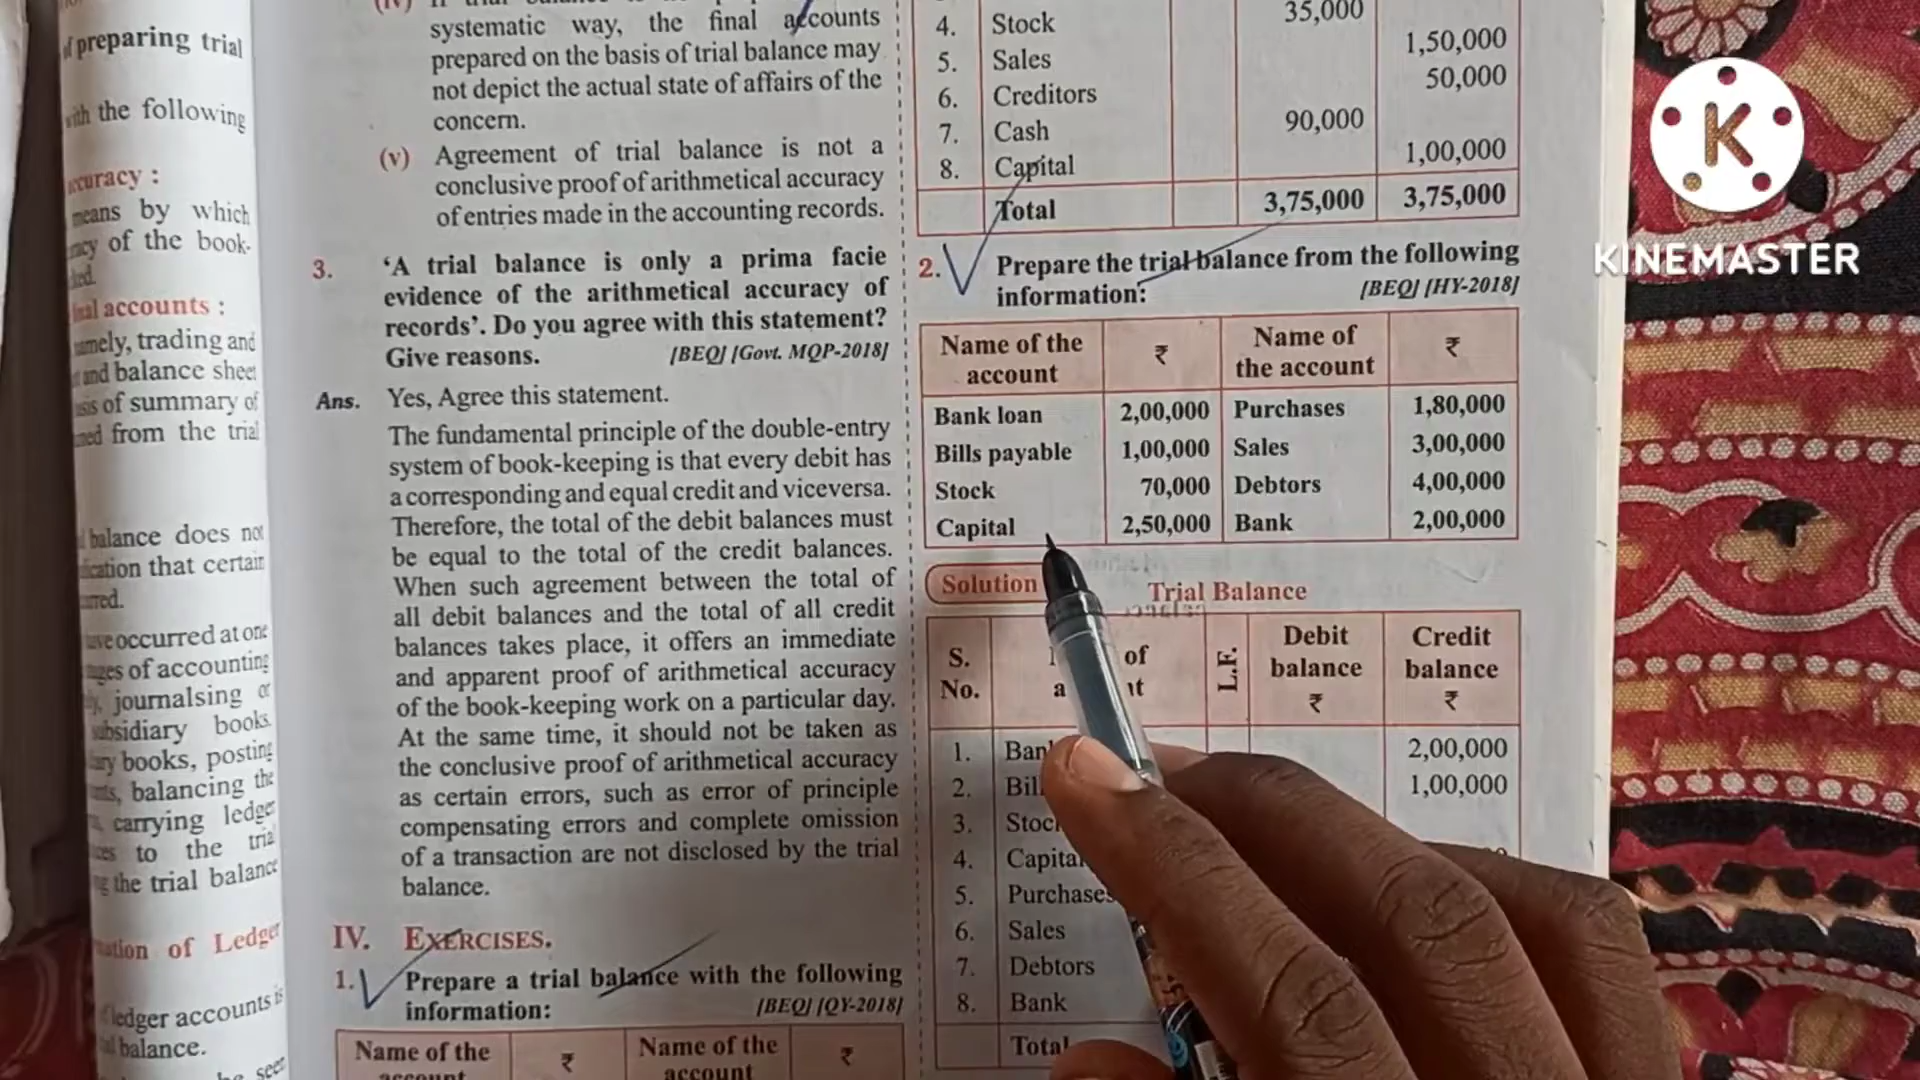 of preparing trial
with the following
accuracy :
means by which
of the book-
final accounts :
namely, trading and
and balance sheet
of summary of
from the trial
balance does not
that certain
have occurred at one
of accounting
journalsing or
subsidiary books.
books, posting
balancing the
carrying ledger
to the trial
the trial balance
of Ledger
ledger accounts is
balance.
be seen
systematic way, the final accounts
prepared on the basis of trial balance may
not depict the actual state of affairs of the
concern.
(v) Agreement of trial balance is not a
conclusive proof of arithmetical accuracy
of entries made in the accounting records.
3. ‘A trial balance is only a prima facie
evidence of the arithmetical accuracy of
records’. Do you agree with this statement?
Give reasons. [BEQ] [Govt. MQP-2018]
Ans. Yes, Agree this statement.
The fundamental principle of the double-entry
system of book-keeping is that every debit has
a corresponding and equal credit and viceversa.
Therefore, the total of the debit balances must
be equal to the total of the credit balances.
When such agreement between the total of
all debit balances and the total of all credit
balances takes place, it offers an immediate
and apparent proof of arithmetical accuracy
of the book-keeping work on a particular day.
At the same time, it should not be taken as
the conclusive proof of arithmetical accuracy
as certain errors, such as error of principle
compensating errors and complete omission
of a transaction are not disclosed by the trial
balance.
IV. EXERCISES.
1. Prepare a trial balance with the following
information: [BEQ] [QY-2018]
Name of the ₹ Name of the ₹
account account
4. Stock 35,000
5. Sales 1,50,000
6. Creditors 50,000
7. Cash 90,000
8. Capital 1,00,000
Total 3,75,000 3,75,000
2. Prepare the trial balance from the following
information: [BEQ] [HY-2018]
Name of the account ₹ Name of the account ₹
Bank loan 2,00,000 Purchases 1,80,000
Bills payable 1,00,000 Sales 3,00,000
Stock 70,000 Debtors 4,00,000
Capital 2,50,000 Bank 2,00,000
Solution Trial Balance
S. No. of L.F. Debit balance ₹ Credit balance ₹
1. 2,00,000
2. 1,00,000
3.
4. Capital
5. Purchases
6. Sales
7. Debtors
8. Bank
Total
K
KINEMASTER